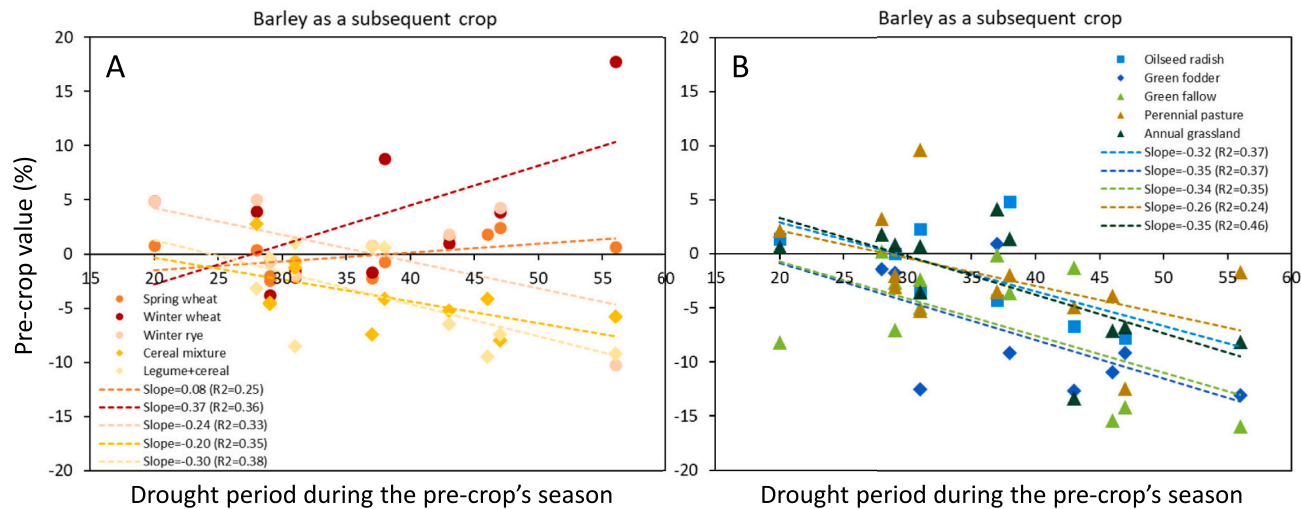 Barley as a subsequent crop
A
Pre-crop value (%)
20
15
10
5
0
-5
-10
-15
-20
15 20 25 30 35 40 45 50 55 60
Spring wheat
Winter wheat
Winter rye
Cereal mixture
Legume+cereal
Slope=0.08 (R2=0.25)
Slope=0.37 (R2=0.36)
Slope=-0.24 (R2=0.33)
Slope=-0.20 (R2=0.35)
Slope=-0.30 (R2=0.38)
Drought period during the pre-crop's season
Barley as a subsequent crop
B
20
15
10
5
0
-5
-10
-15
-20
15 20 25 30 35 40 45 50 55 60
Oilseed radish
Green fodder
Green fallow
Perennial pasture
Annual grassland
Slope=-0.32 (R2=0.37)
Slope=-0.35 (R2=0.37)
Slope=-0.34 (R2=0.35)
Slope=-0.26 (R2=0.24)
Slope=-0.35 (R2=0.46)
Drought period during the pre-crop's season